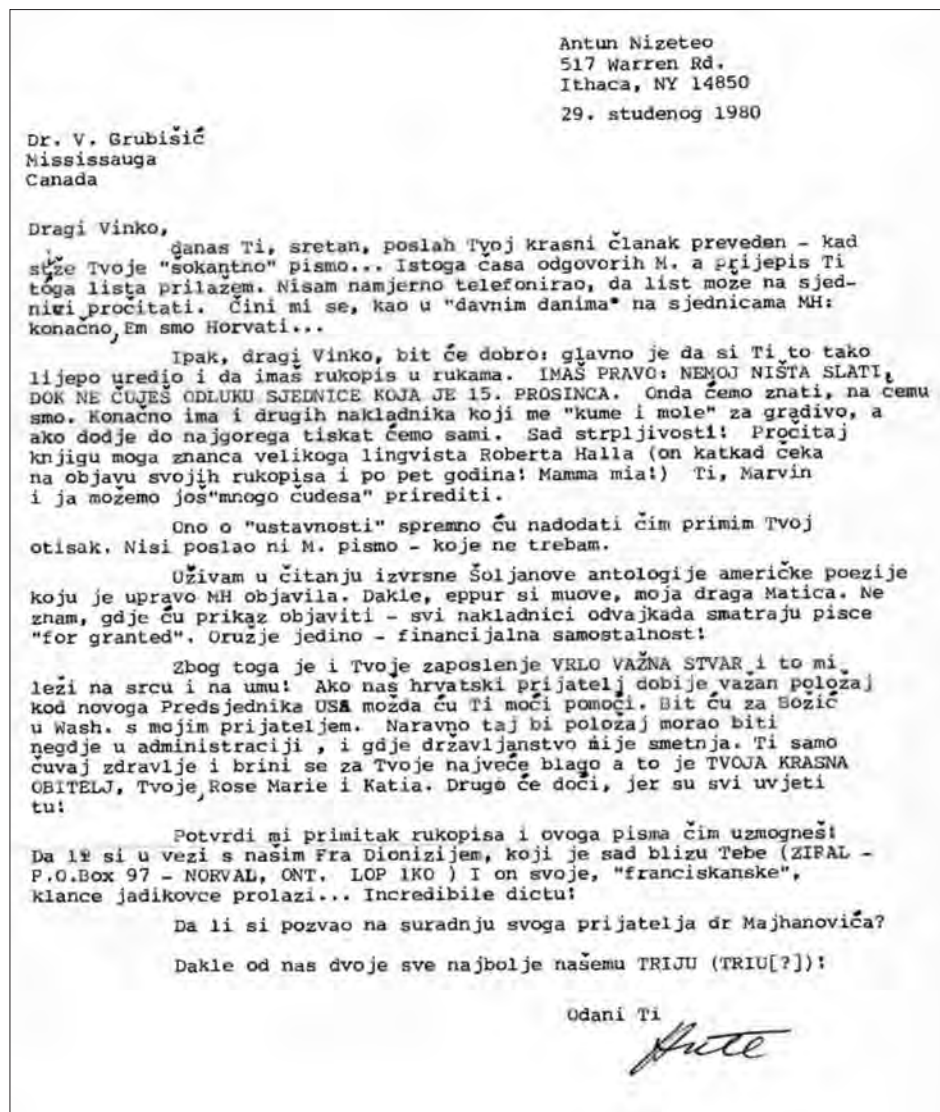 Antun Nizeteo
517 Warren Rd.
Ithaca, NY 14850
29. studenog 1980
Dr. V. Grubišić
Mississauga
Canada
Dragi Vinko,
danas Ti, sretan, poslah Tvoj krasni članak preveden - kad
stiže Tvoje "šokantno" pismo... Istoga časa odgovorih M. a prijepis Ti
toga lista prilažem. Nisam namjerno telefonirao, da list može na sjed-
nici pročitati. Čini mi se, kao u "davnim danima" na sjednicama MH:
konačno, Em smo Horvati...
Ipak, dragi Vinko, bit će dobro: glavno je da si Ti to tako
lijepo uredio i da imaš rukopis u rukama. IMAŠ PRAVO: NEMOJ NIŠTA SLATI,
DOK NE ČUJEŠ ODLUKU SJEDNICE KOJA JE 15. PROSINCA. Onda ćemo znati, na čemu
smo. Konačno ima i drugih nakladnika koji me "kume i mole" za gradivo, a
ako dodje do najgorega tiskat ćemo sami. Sad strpljivosti! Pročitaj
knjigu moga znanca velikoga lingvista Roberta Halla (on katkad čeka
na objavu svojih rukopisa i po pet godina! Mamma mia!) Ti, Marvin
i ja možemo još"mnogo čudesa" prirediti.
Ono o "ustavnosti" spremno ću nadodati čim primim Tvoj
otisak. Nisi poslao ni M. pismo - koje ne trebam.
Uživam u čitanju izvrsne Šoljanove antologije američke poezije
koju je upravo MH objavila. Dakle, eppur si muove, moja draga Matica. Ne
znam, gdje ću prikaz objaviti - svi nakladnici odvajkada smatraju pisce
"for granted". Oružje jedino - financijalna samostalnost!
Zbog toga je i Tvoje zaposlenje VRLO VAŽNA STVAR i to mi
leži na srcu i na umu! Ako naš hrvatski prijatelj dobije važan položaj
kod novoga Predsjednika USA možda ću Ti moći pomoći. Bit ću za Božić
u Wash. s mojim prijateljem. Naravno taj bi položaj morao biti
negdje u administraciji , i gdje državljanstvo nije smetnja. Ti samo
čuvaj zdravlje i brini se za Tvoje najveće blago a to je TVOJA KRASNA
OBITELJ, Tvoje, Rose Marie i Katia. Drugo će doći, jer su svi uvjeti
tu!
Potvrdi mi primitak rukopisa i ovoga pisma čim uzmogneš!
Da li si u vezi s našim Fra Dionizijem, koji je sad blizu Tebe (ZIRAL -
P.O.Box 97 - NORVAL, ONT. LOP 1KO ) I on svoje, "franciskanske",
klance jadikovce prolazi... Incredibile dictu!
Da li si pozvao na suradnju svoga prijatelja dr Majhanovića?
Dakle od nas dvoje sve najbolje našemu TRIJU (TRIU[?])!
Odani Ti
Ante